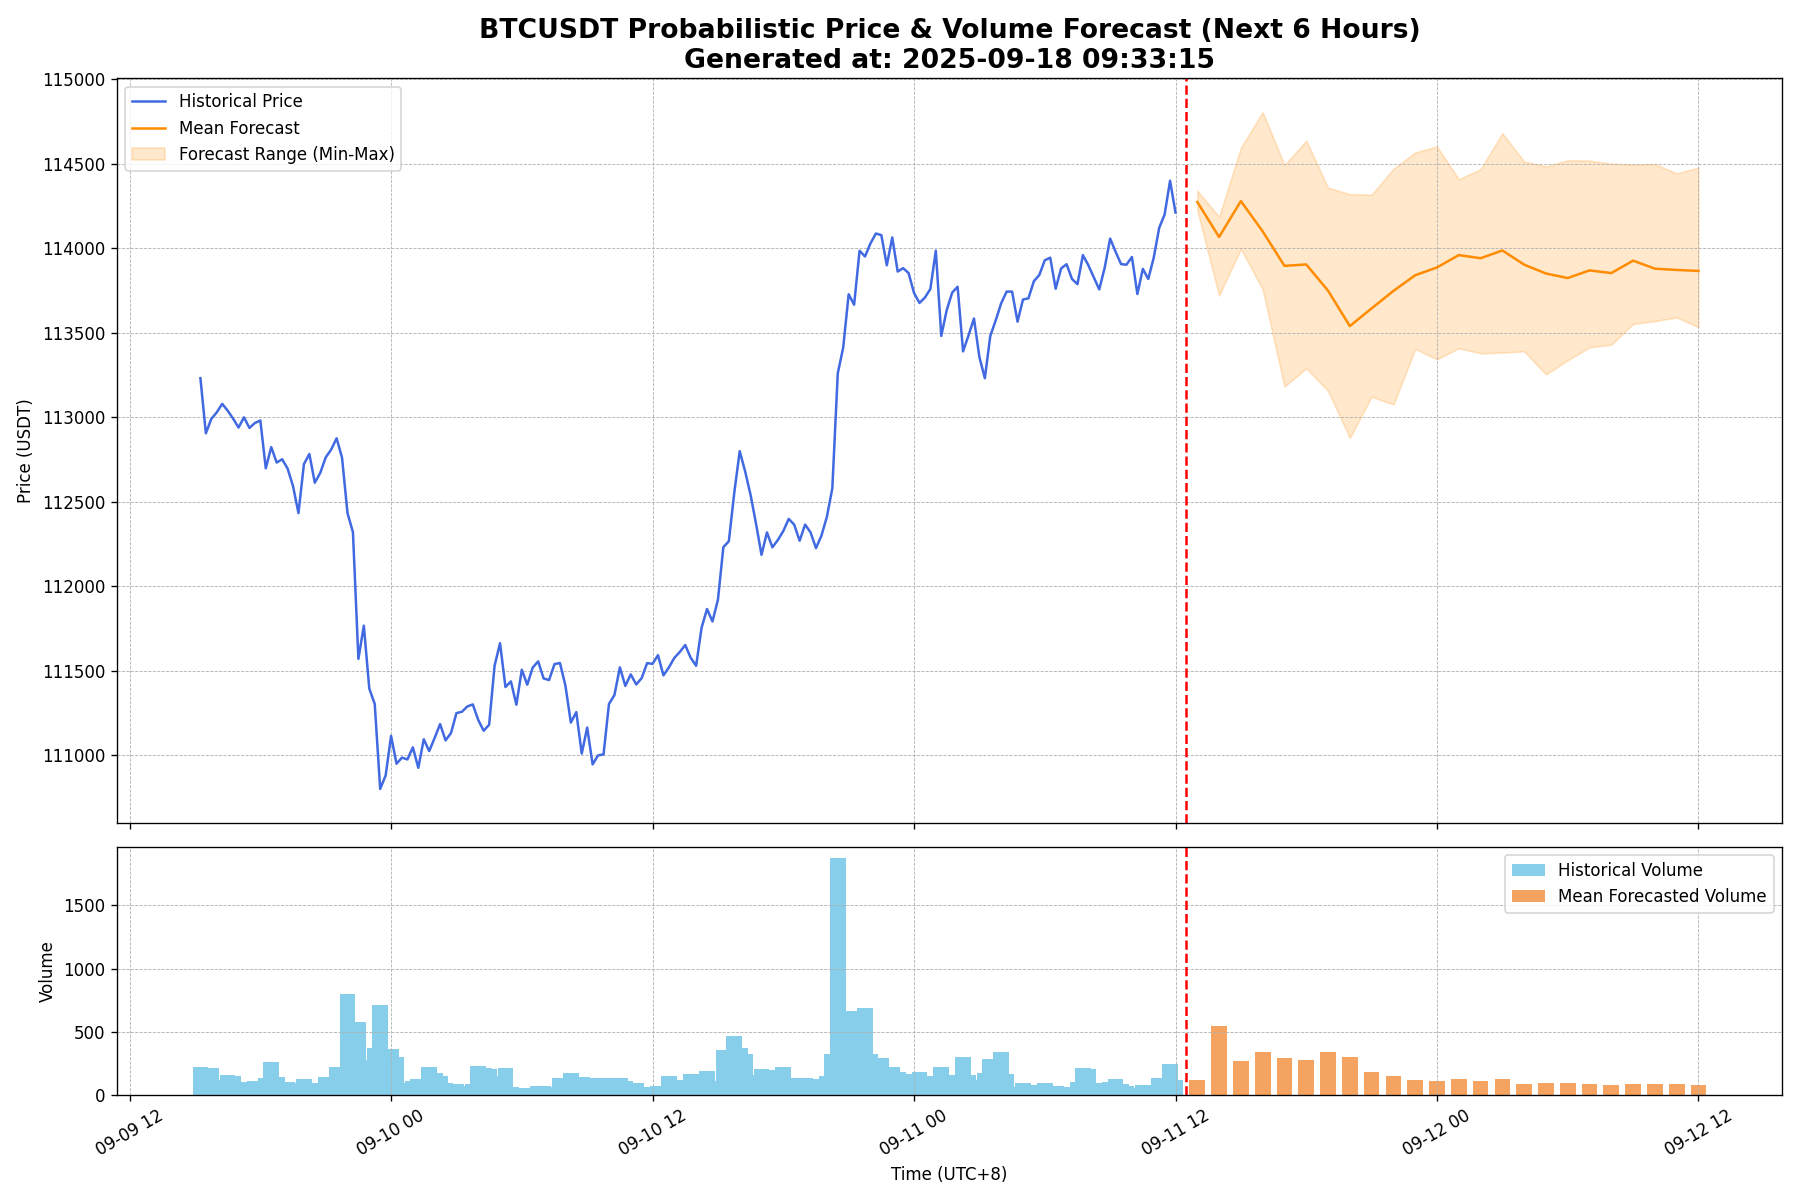 BTCUSDT Probabilistic Price & Volume Forecast (Next 6 Hours)
Generated at: 2025-09-18 09:33:15
Historical Price
Mean Forecast
Forecast Range (Min-Max)
115000
114500
114000
113500
113000
112500
112000
111500
111000
Price (USDT)
Historical Volume
Mean Forecasted Volume
1500
1000
500
0
Volume
09-09 12
09-10 00
09-10 12
09-11 00
09-11 12
09-12 00
09-12 12
Time (UTC+8)